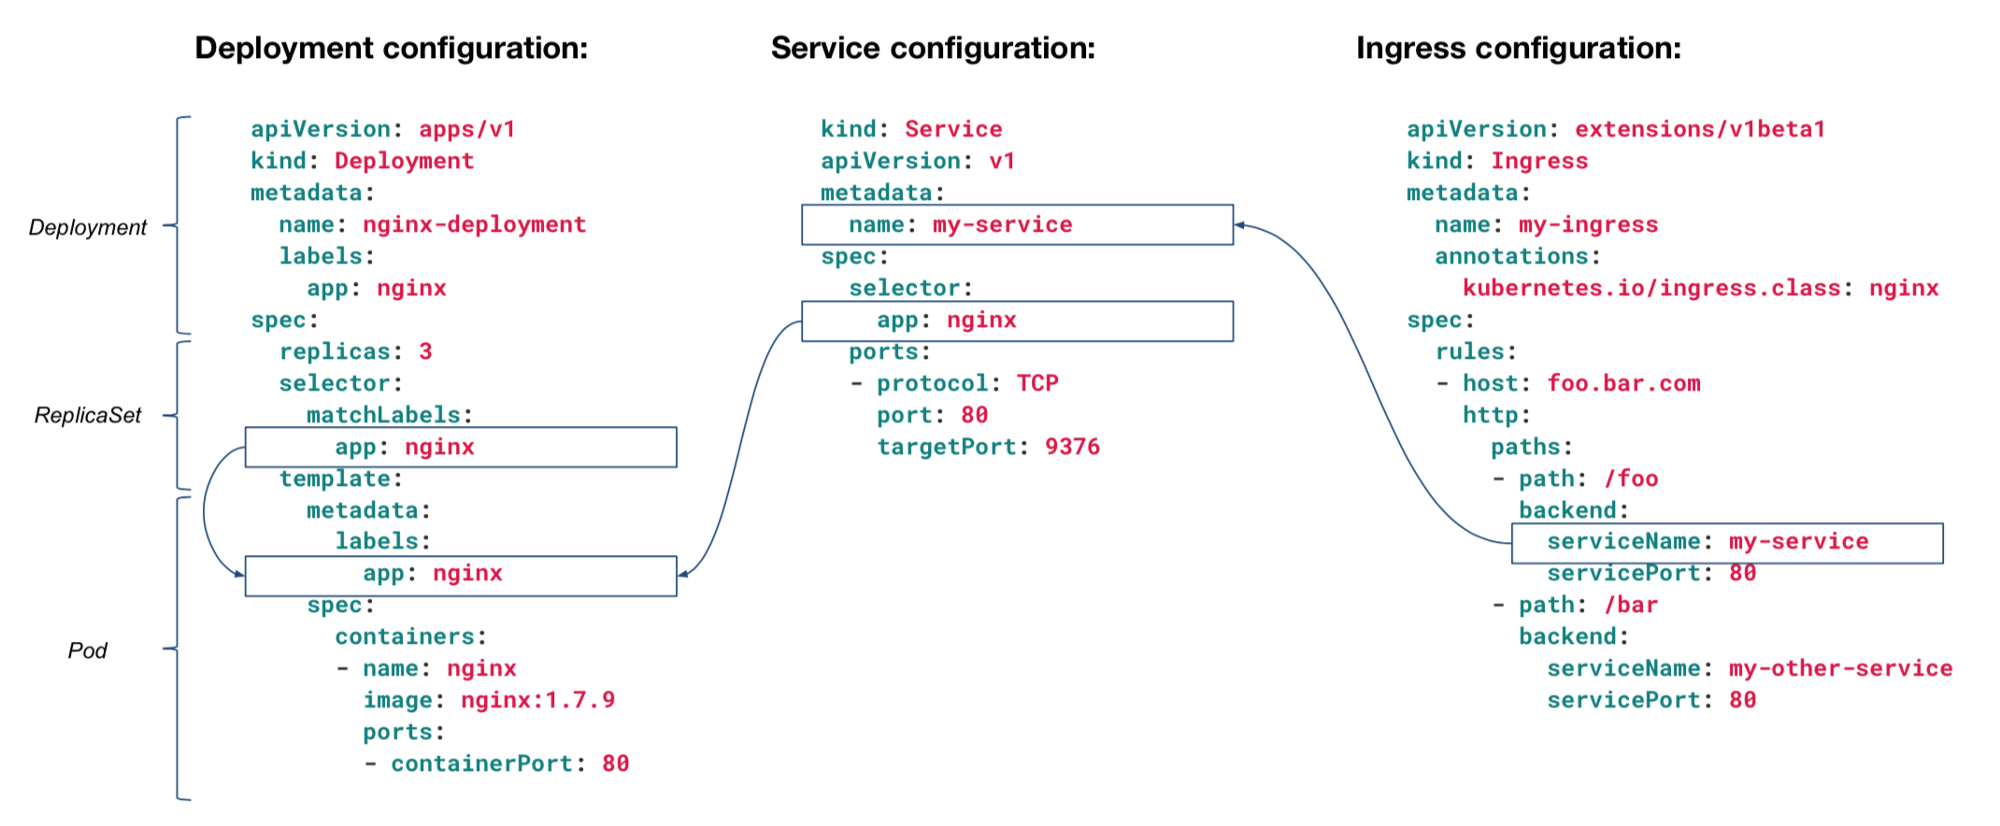 Deployment configuration:
apiVersion: apps/v1
kind: Deployment
metadata:
  name: nginx-deployment
  labels:
    app: nginx
spec:
  replicas: 3
  selector:
    matchLabels:
      app: nginx
  template:
    metadata:
      labels:
        app: nginx
    spec:
      containers:
      - name: nginx
        image: nginx:1.7.9
        ports:
        - containerPort: 80
Deployment
ReplicaSet
Pod
Service configuration:
kind: Service
apiVersion: v1
metadata:
  name: my-service
spec:
  selector:
    app: nginx
  ports:
  - protocol: TCP
    port: 80
    targetPort: 9376
Ingress configuration:
apiVersion: extensions/v1beta1
kind: Ingress
metadata:
  name: my-ingress
  annotations:
    kubernetes.io/ingress.class: nginx
spec:
  rules:
  - host: foo.bar.com
    http:
      paths:
      - path: /foo
        backend:
          serviceName: my-service
          servicePort: 80
      - path: /bar
        backend:
          serviceName: my-other-service
          servicePort: 80